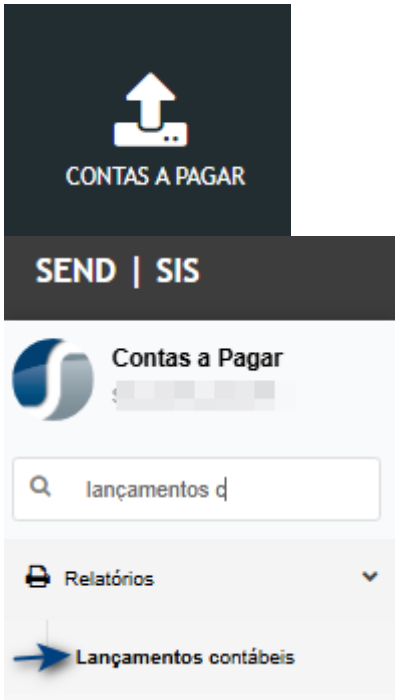 CONTAS A PAGAR
SEND | SIS
Contas a Pagar
lançamentos c
Relatórios
Lançamentos contábeis